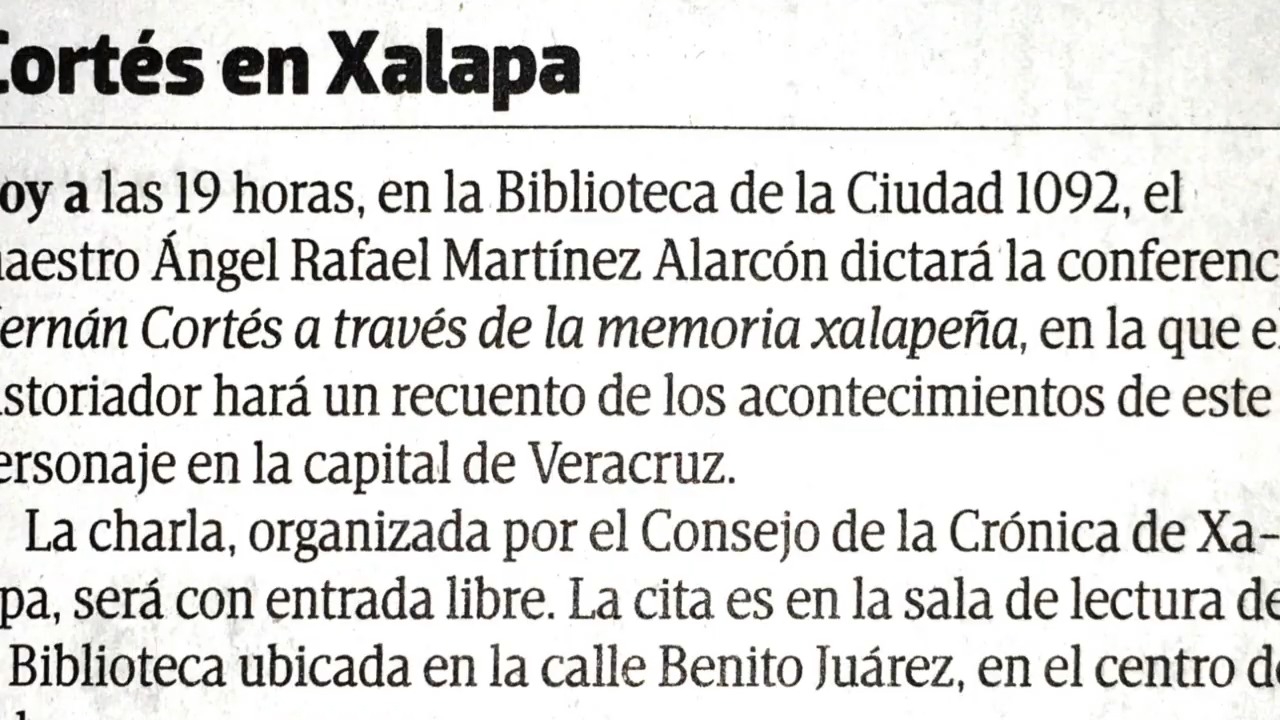 Cortés en Xalapa
oy a las 19 horas, en la Biblioteca de la Ciudad 1092, el
aestro Ángel Rafael Martínez Alarcón dictará la conferenc
ernán Cortés a través de la memoria xalapeña, en la que el
storiador hará un recuento de los acontecimientos de este
ersonaje en la capital de Veracruz.
La charla, organizada por el Consejo de la Crónica de Xa-
pa, será con entrada libre. La cita es en la sala de lectura de
Biblioteca ubicada en la calle Benito Juárez, en el centro de